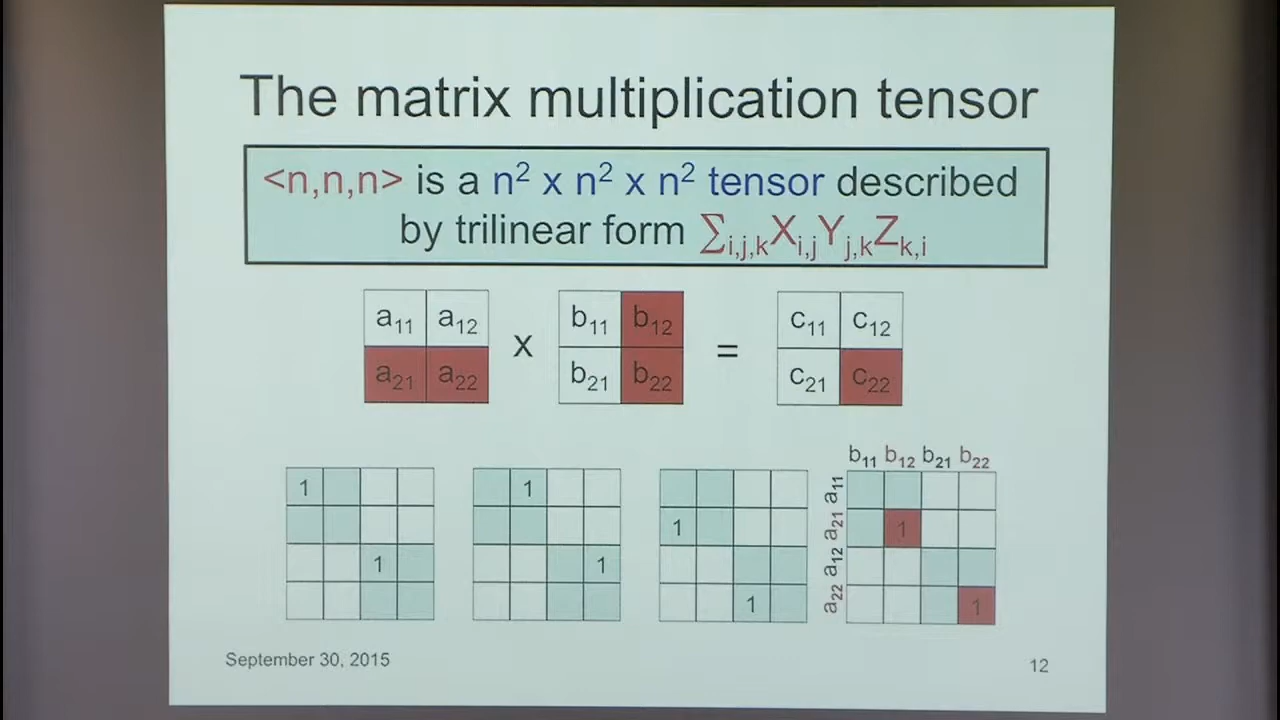 The matrix multiplication tensor
<n,n,n> is a n² x n² x n² tensor described
by trilinear form ∑i,j,kXi,jYj,kZk,i
a11 a12 b11 b12 c11 c12
x =
a21 a22 b21 b22 c21 c22
b11 b12 b21 b22
1 1 a11
1 1 a21
1 1 a12
1 1 a22
September 30, 2015
12